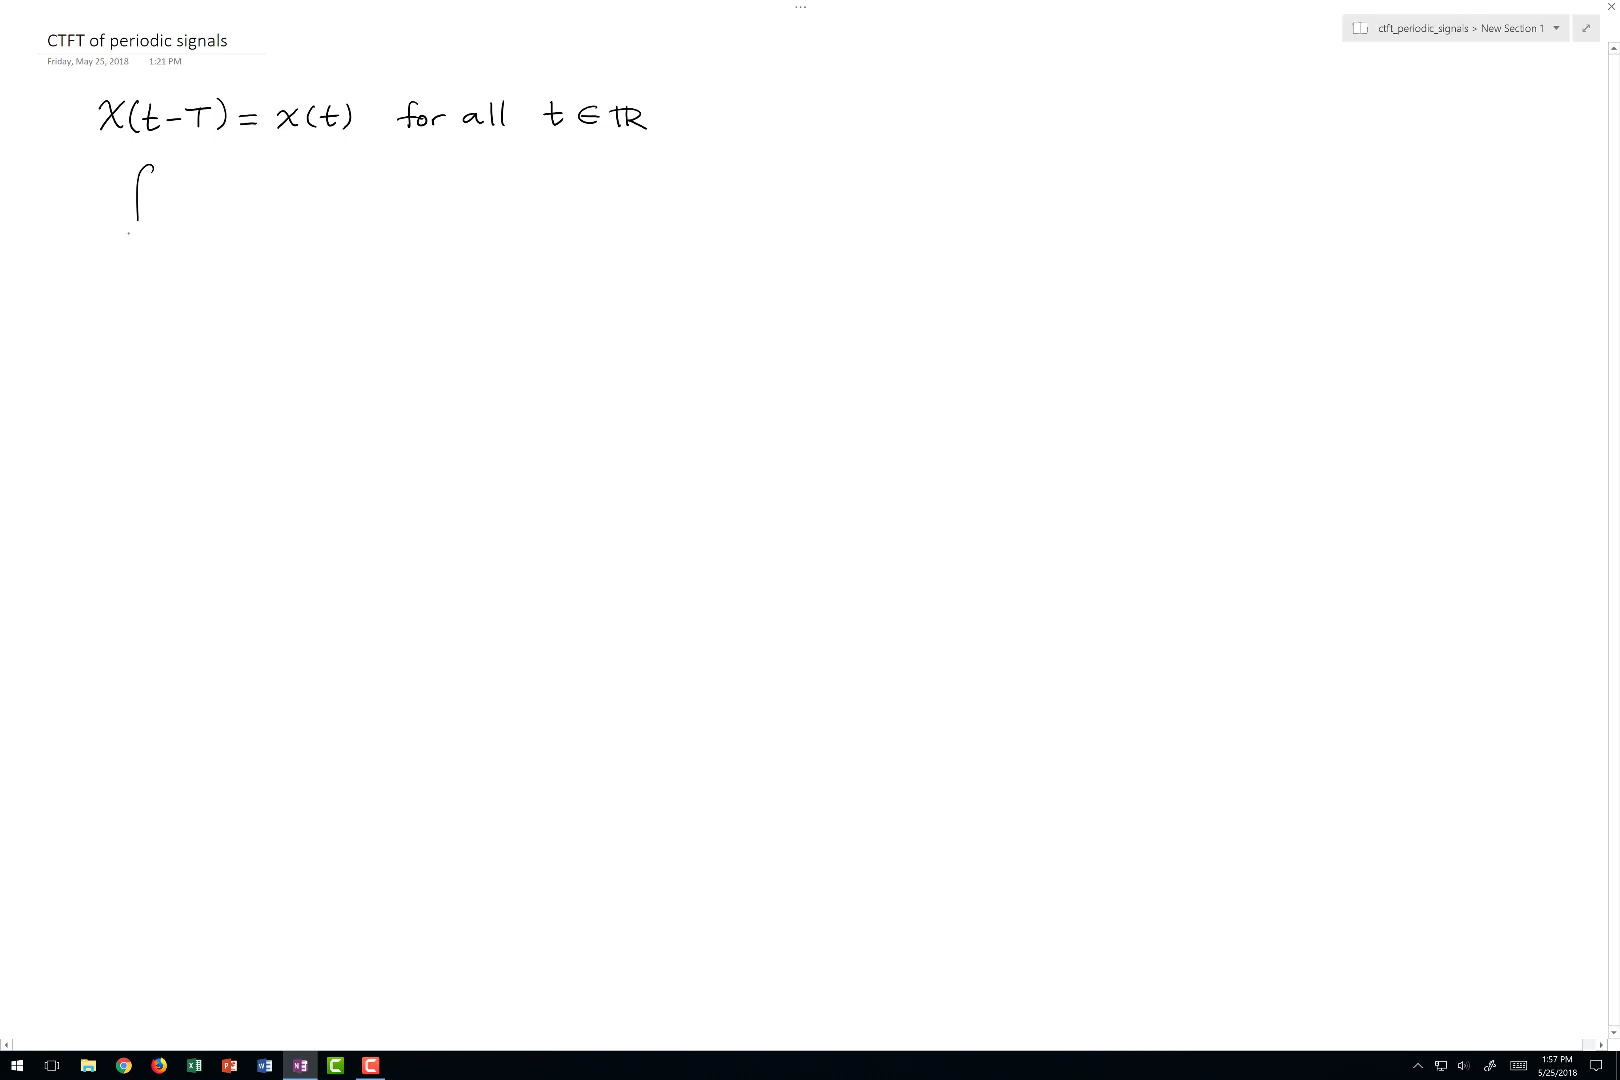 ctft_periodic_signals > New Section 1
CTFT of periodic signals
Friday, May 25, 2018 1:21 PM
x(t-T) = x(t) for all t ∈ ℝ
∫
1:57 PM
5/25/2018